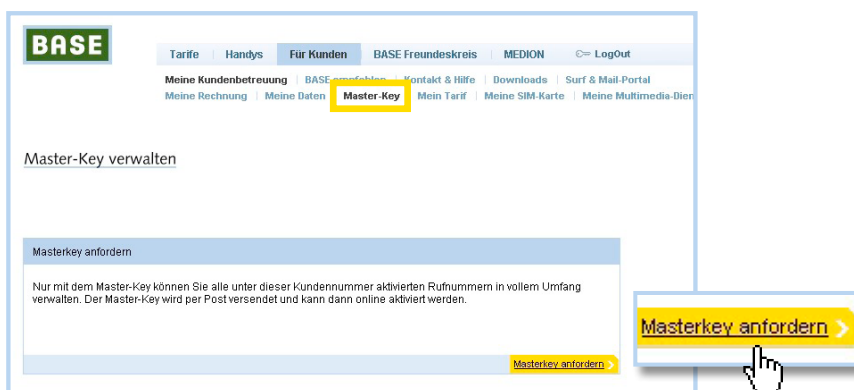 BASE
Tarife Handys Für Kunden BASE Freundeskreis MEDION LogOut
Meine Kundenbetreuung BASE empfehlen Kontakt & Hilfe Downloads Surf & Mail-Portal
Meine Rechnung Meine Daten Master-Key Mein Tarif Meine SIM-Karte Meine Multimedia-Dien
Master-Key verwalten
Masterkey anfordern
Nur mit dem Master-Key können Sie alle unter dieser Kundennummer aktivierten Rufnummern in vollem Umfang
verwalten. Der Master-Key wird per Post versendet und kann dann online aktiviert werden.
Masterkey anfordern
Masterkey anfordern